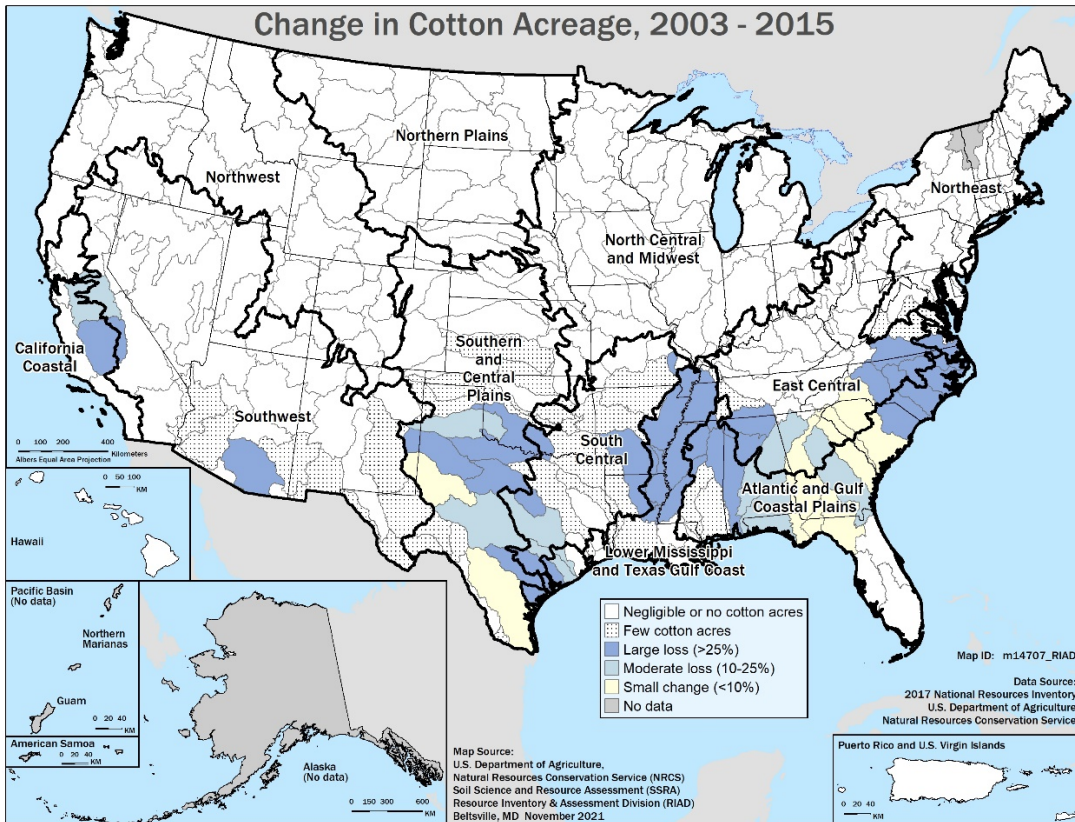 Change in Cotton Acreage, 2003 - 2015
Northern Plains
Northwest
Northeast
North Central
and Midwest
California
Coastal
Southern
and
Central
Plains
East Central
Southwest
South
Central
Atlantic and Gulf
Coastal Plains
Lower Mississippi
and Texas Gulf Coast
0 100 200 400
Kilometers
Albers Equal Area Projection
0 50 100
KM
Hawaii
Pacific Basin
(No data)
Northern
Marianas
Guam
0 20 40
KM
American Samoa
0 20 40
KM
Alaska
(No data)
0 150 300 600
KM
Negligible or no cotton acres
Few cotton acres
Large loss (>25%)
Moderate loss (10-25%)
Small change (<10%)
No data
Map ID: m14707_RIAD
Data Source:
2017 National Resources Inventory
U.S. Department of Agriculture
Natural Resources Conservation Service
Map Source:
U.S. Department of Agriculture,
Natural Resources Conservation Service (NRCS)
Soil Science and Resource Assessment (SSRA)
Resource Inventory & Assessment Division (RIAD)
Beltsville, MD November 2021
Puerto Rico and U.S. Virgin Islands
0 20 40
KM